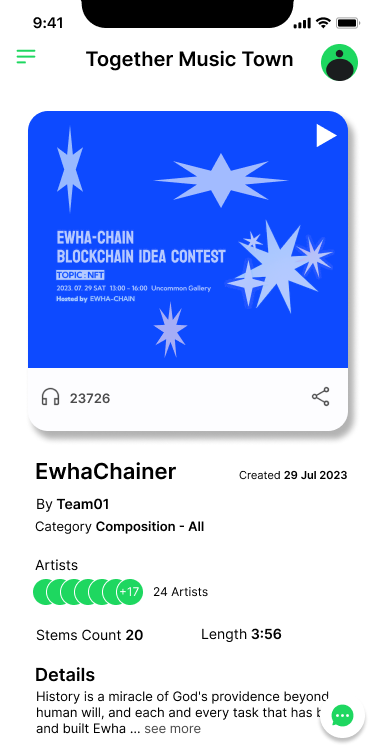 9:41
Together Music Town
EWHA-CHAIN
BLOCKCHAIN IDEA CONTEST
TOPIC : NFT
2023. 07. 29 SAT 13:00 - 16:00 Uncommon Gallery
Hosted by EWHA-CHAIN
23726
EwhaChainer
Created 29 Jul 2023
By Team01
Category Composition - All
Artists
+17 24 Artists
Stems Count 20 Length 3:56
Details
History is a miracle of God's providence beyond
human will, and each and every task that has
and built Ewha ... see more